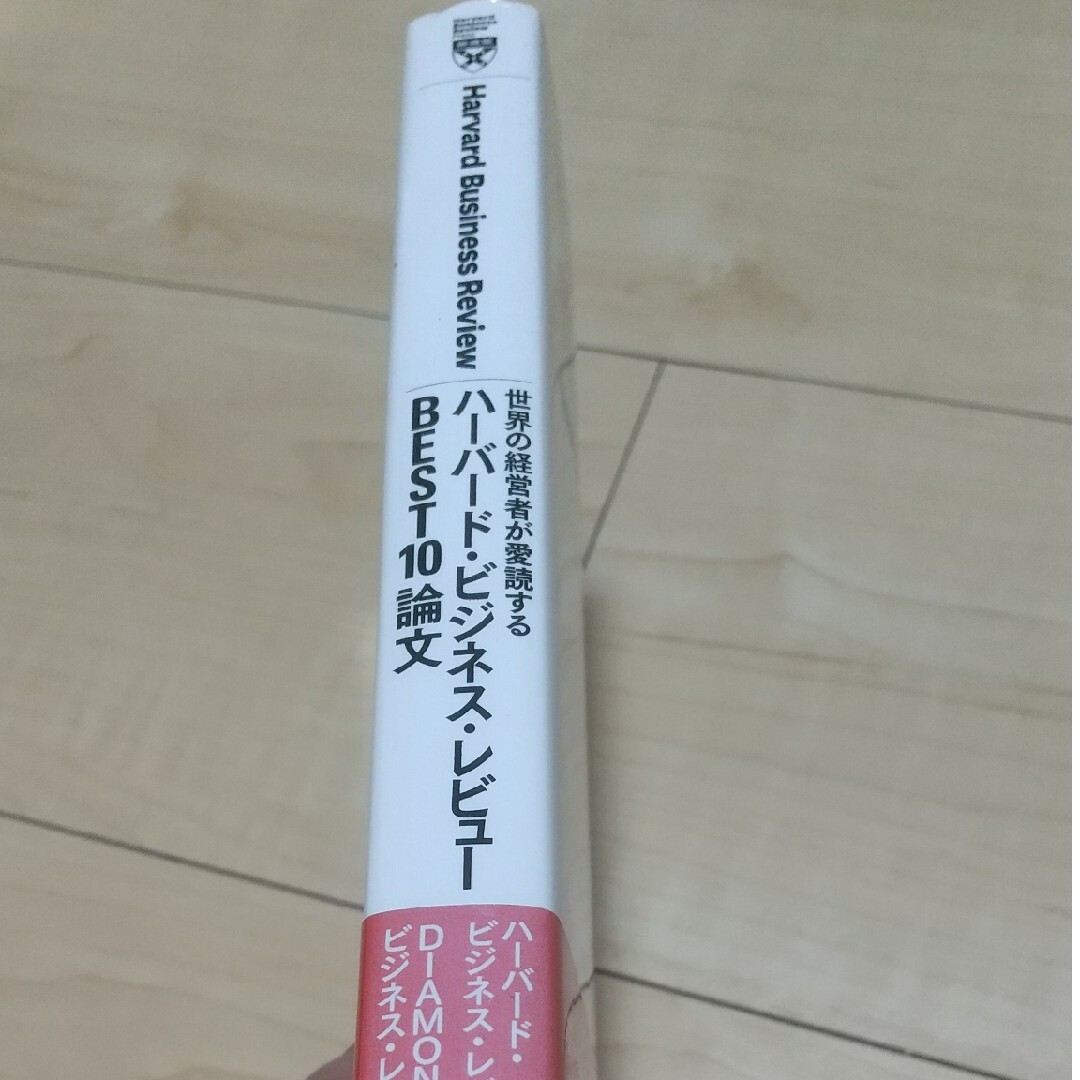 Harvard Business Review
世界の経営者が愛読する
ハーバード・ビジネス・レビュー
BEST10論文
ハーバード・
ビジネス・レ
DIAMON
ビジネス・レ